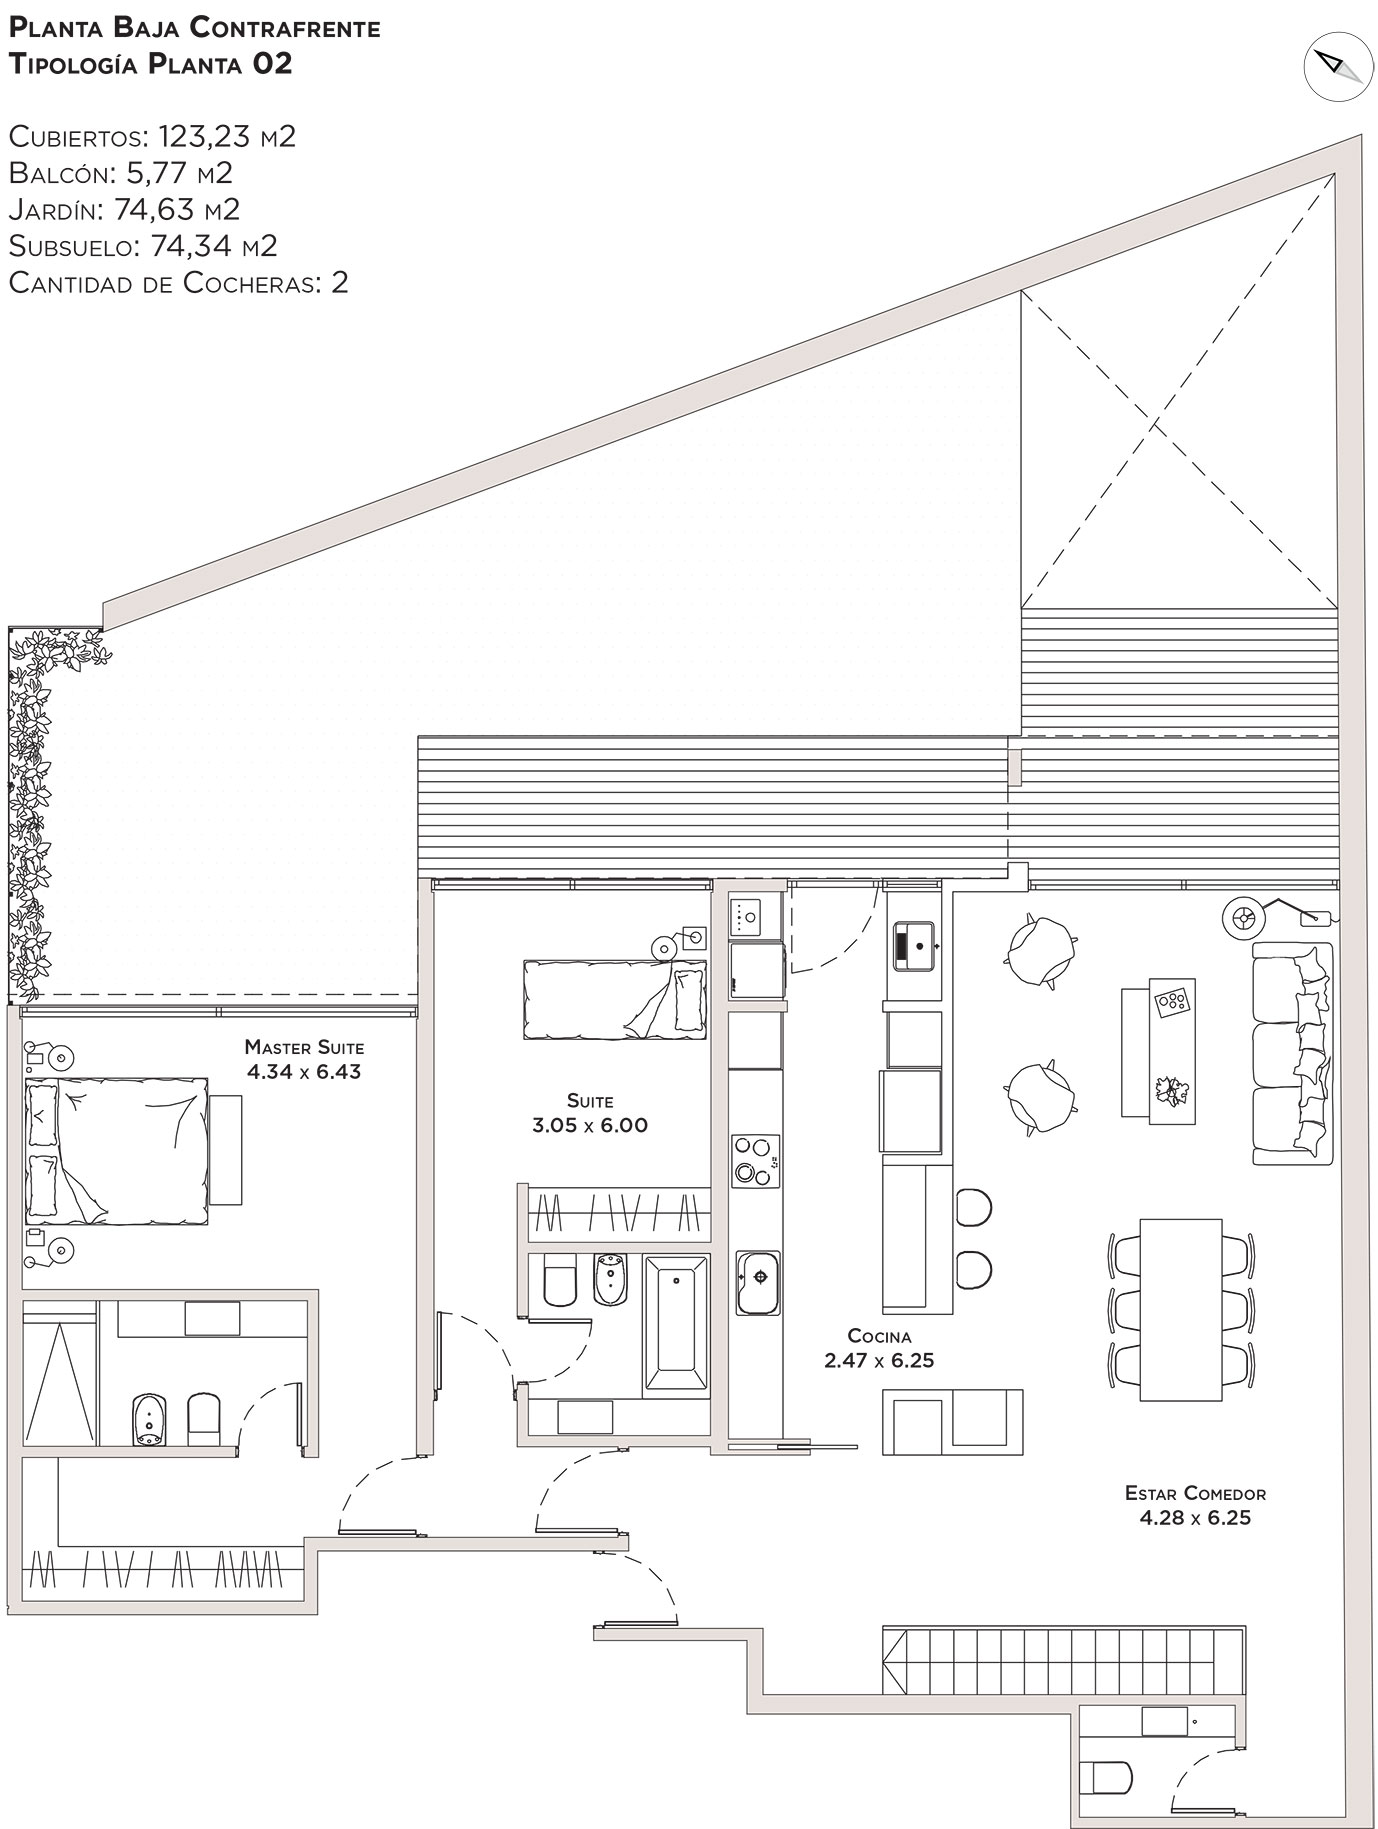 Planta Baja Contrafrente
Tipología Planta 02
Cubiertos: 123,23 m2
Balcón: 5,77 m2
Jardín: 74,63 m2
Subsuelo: 74,34 m2
Cantidad de Cocheras: 2
Master Suite
4.34 x 6.43
Suite
3.05 x 6.00
Cocina
2.47 x 6.25
Estar Comedor
4.28 x 6.25